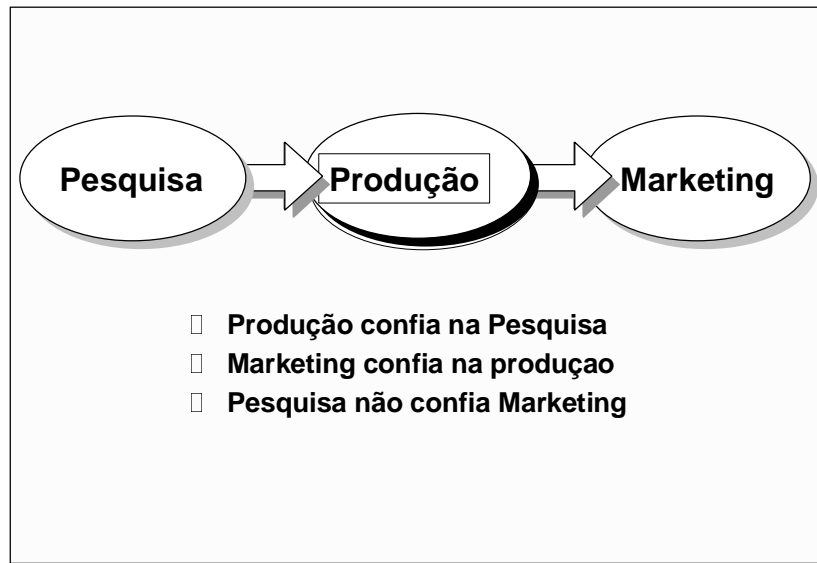 Pesquisa Produção Marketing
Produção confia na Pesquisa
Marketing confia na produçao
Pesquisa não confia Marketing